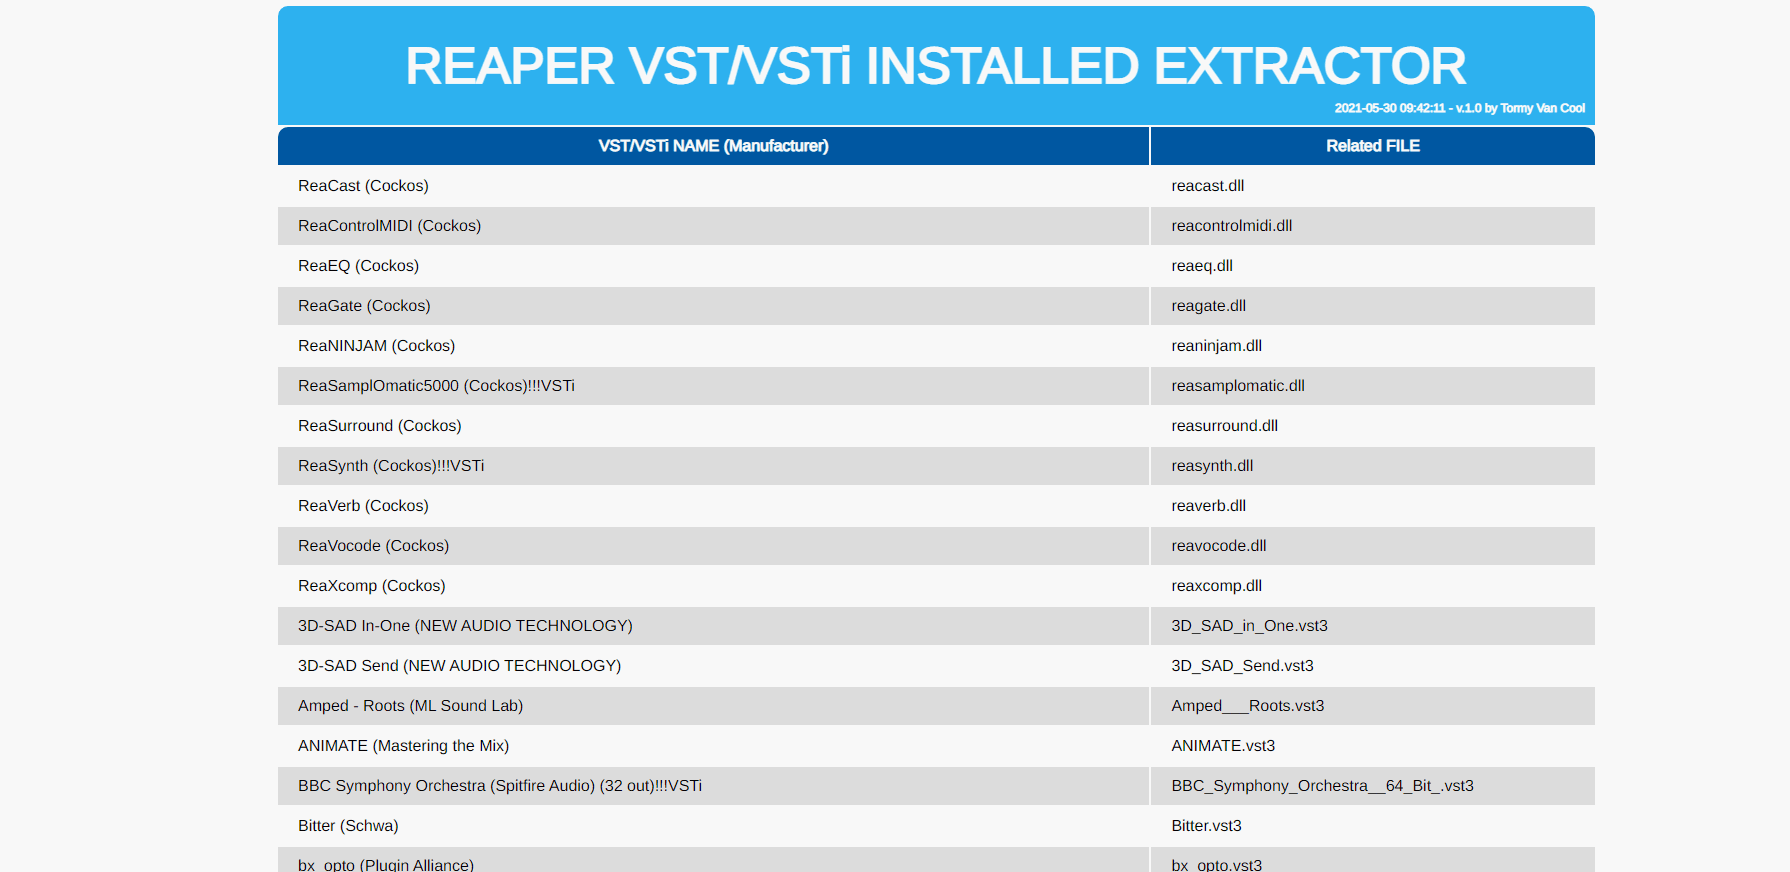 REAPER VST/VSTi INSTALLED EXTRACTOR
2021-05-30 09:42:11 - v.1.0 by Tormy Van Cool
VST/VSTi NAME (Manufacturer) Related FILE
ReaCast (Cockos) reacast.dll
ReaControlMIDI (Cockos) reacontrolmidi.dll
ReaEQ (Cockos) reaeq.dll
ReaGate (Cockos) reagate.dll
ReaNINJAM (Cockos) reaninjam.dll
ReaSamplOmatic5000 (Cockos)!!!VSTi reasamplomatic.dll
ReaSurround (Cockos) reasurround.dll
ReaSynth (Cockos)!!!VSTi reasynth.dll
ReaVerb (Cockos) reaverb.dll
ReaVocode (Cockos) reavocode.dll
ReaXcomp (Cockos) reaxcomp.dll
3D-SAD In-One (NEW AUDIO TECHNOLOGY) 3D_SAD_in_One.vst3
3D-SAD Send (NEW AUDIO TECHNOLOGY) 3D_SAD_Send.vst3
Amped - Roots (ML Sound Lab) Amped___Roots.vst3
ANIMATE (Mastering the Mix) ANIMATE.vst3
BBC Symphony Orchestra (Spitfire Audio) (32 out)!!!VSTi BBC_Symphony_Orchestra__64_Bit_.vst3
Bitter (Schwa) Bitter.vst3
bx_opto (Plugin Alliance) bx_opto.vst3